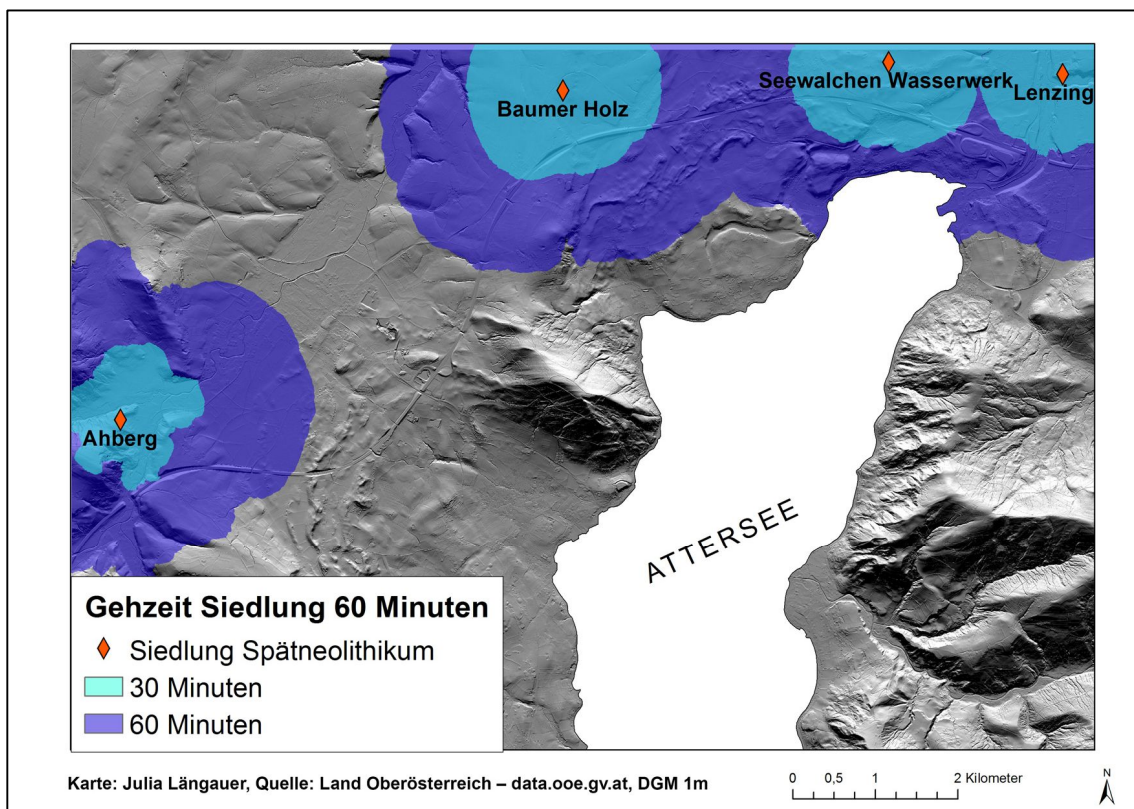 Seewalchen Wasserwerk
Baumer Holz
Lenzing
Ahberg
ATTERSEE
Gehzeit Siedlung 60 Minuten
Siedlung Spätneolithikum
30 Minuten
60 Minuten
Karte: Julia Längauer, Quelle: Land Oberösterreich – data.ooe.gv.at, DGM 1m
0 0,5 1 2 Kilometer
N